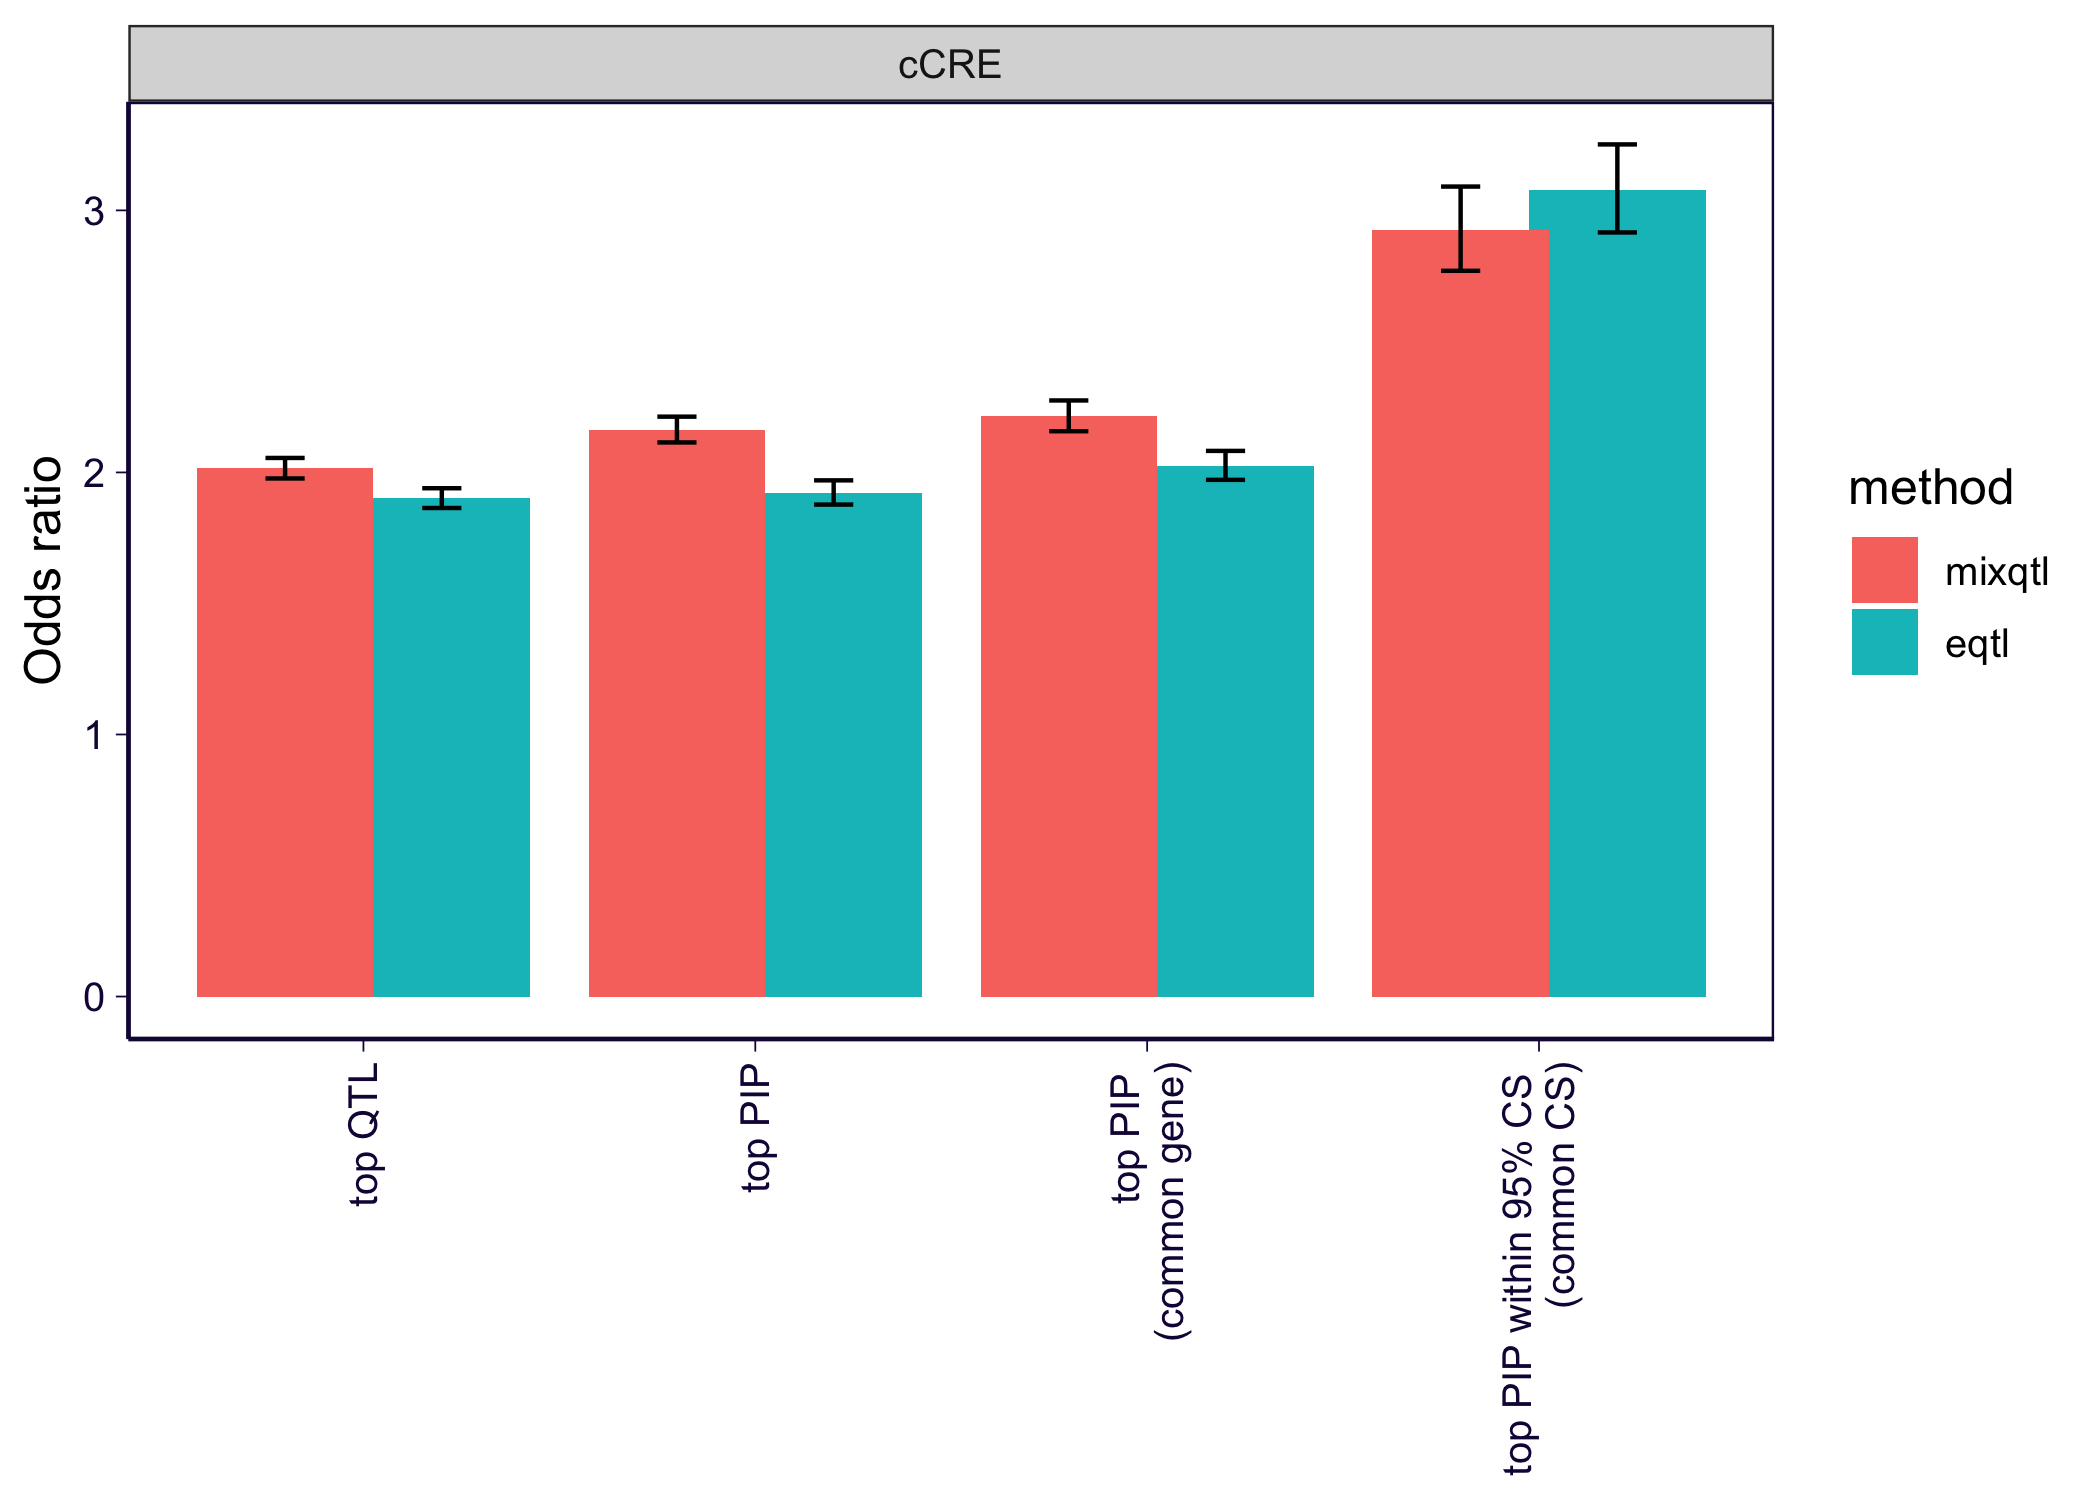 cCRE
Odds ratio
3
2
1
0
top QTL
top PIP
top PIP
(common gene)
top PIP within 95% CS
(common CS)
method
mixqtl
eqtl